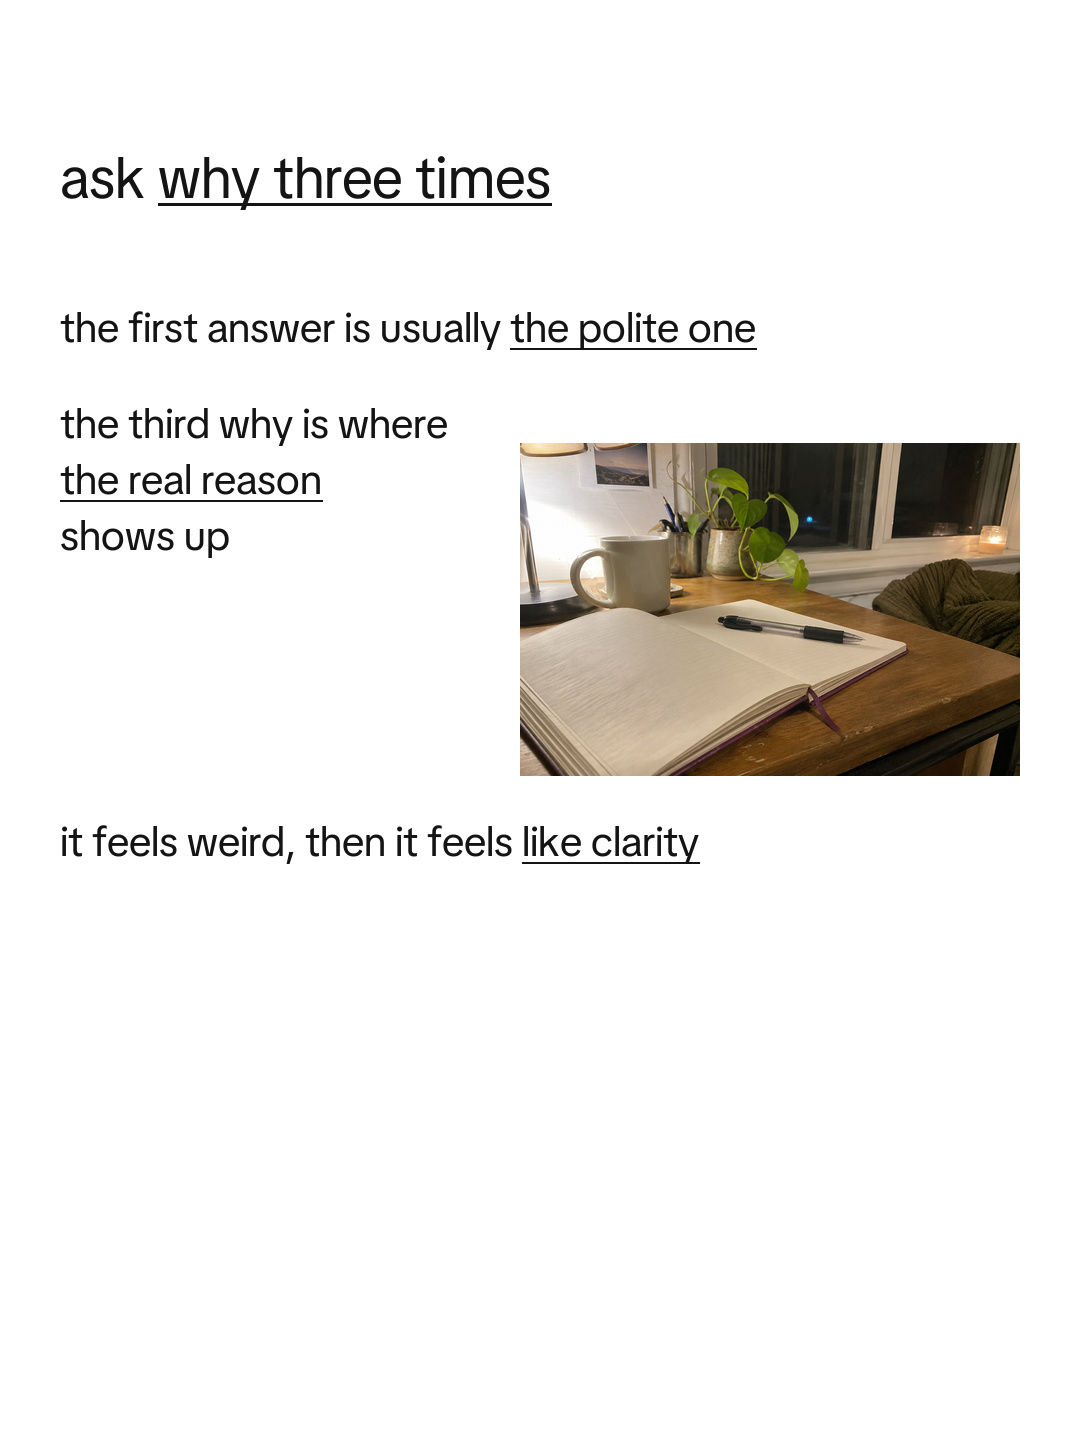 ask why three times
the first answer is usually the polite one
the third why is where
the real reason
shows up
it feels weird, then it feels like clarity